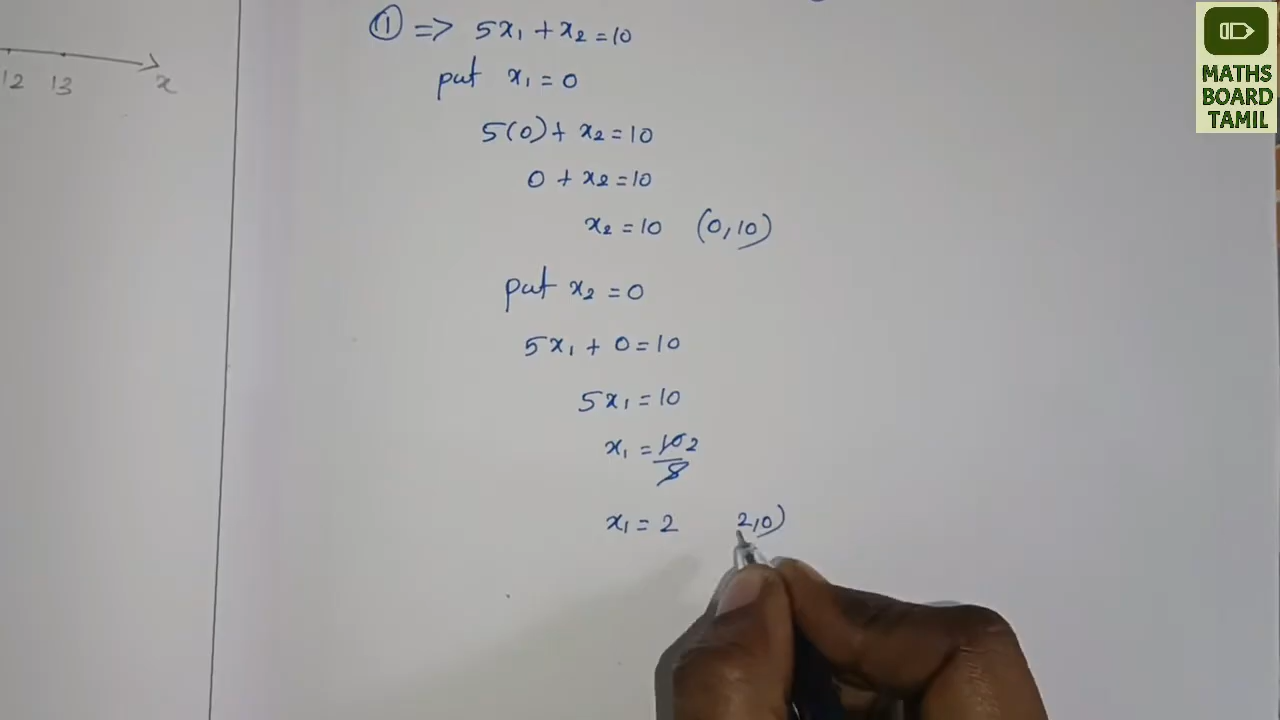 ① => 5x₁ + x₂ = 10
put x₁ = 0
5(0) + x₂ = 10
0 + x₂ = 10
x₂ = 10 (0, 10)
put x₂ = 0
5x₁ + 0 = 10
5x₁ = 10
x₁ = 10/5 2
x₁ = 2 2,0)
12 13 x
MATHS
BOARD
TAMIL